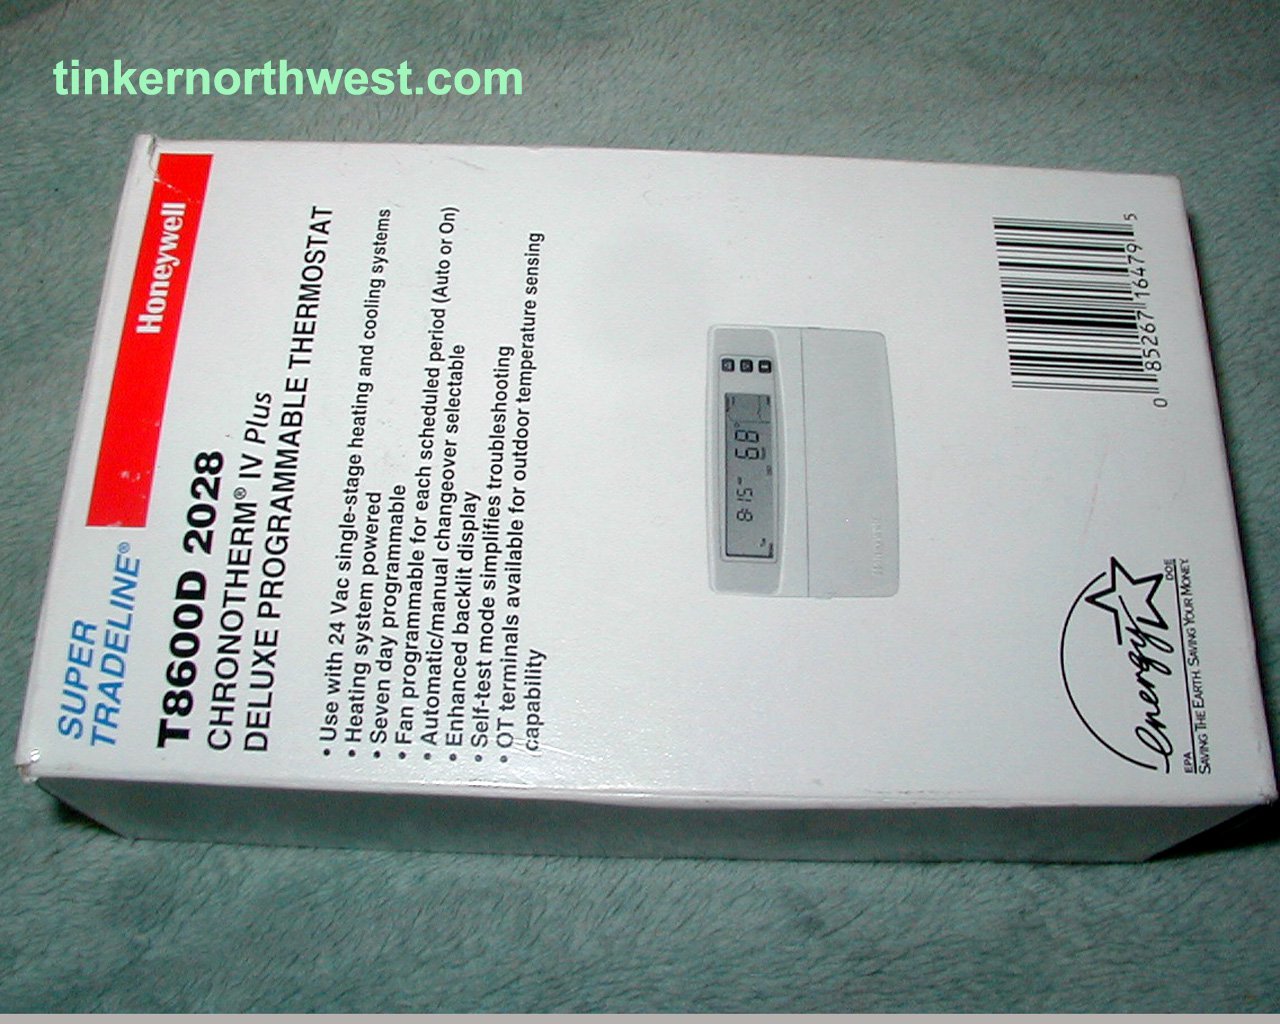 tinkernorthwest.com
Honeywell
SUPER
TRADELINE®
T8600D 2028
CHRONOTHERM® IV Plus
DELUXE PROGRAMMABLE THERMOSTAT
• Use with 24 Vac single-stage heating and cooling systems
• Heating system powered
• Seven day programmable
• Fan programmable for each scheduled period (Auto or On)
• Automatic/manual changeover selectable
• Enhanced backlit display
• Self-test mode simplifies troubleshooting
• OT terminals available for outdoor temperature sensing
capability
8:15 68
0 85267 16479 5
energy
EPA DOE
SAVING THE EARTH. SAVING YOUR MONEY.